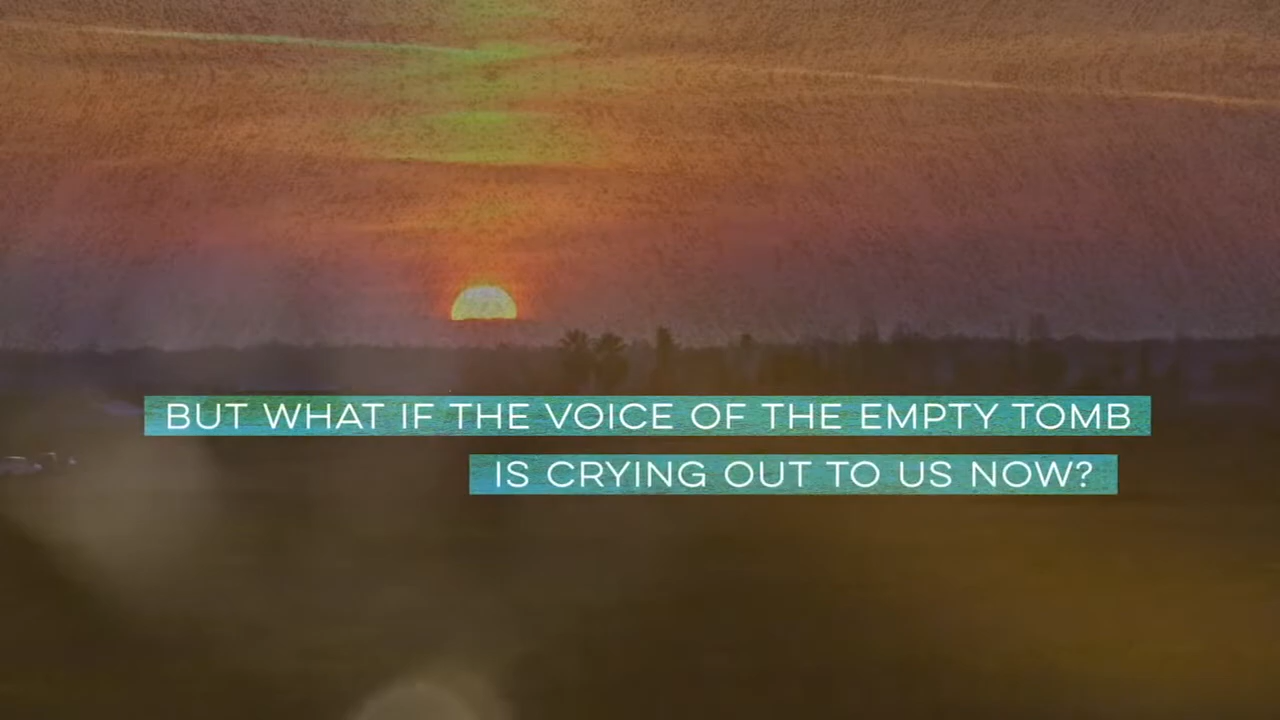 BUT WHAT IF THE VOICE OF THE EMPTY TOMB
IS CRYING OUT TO US NOW?